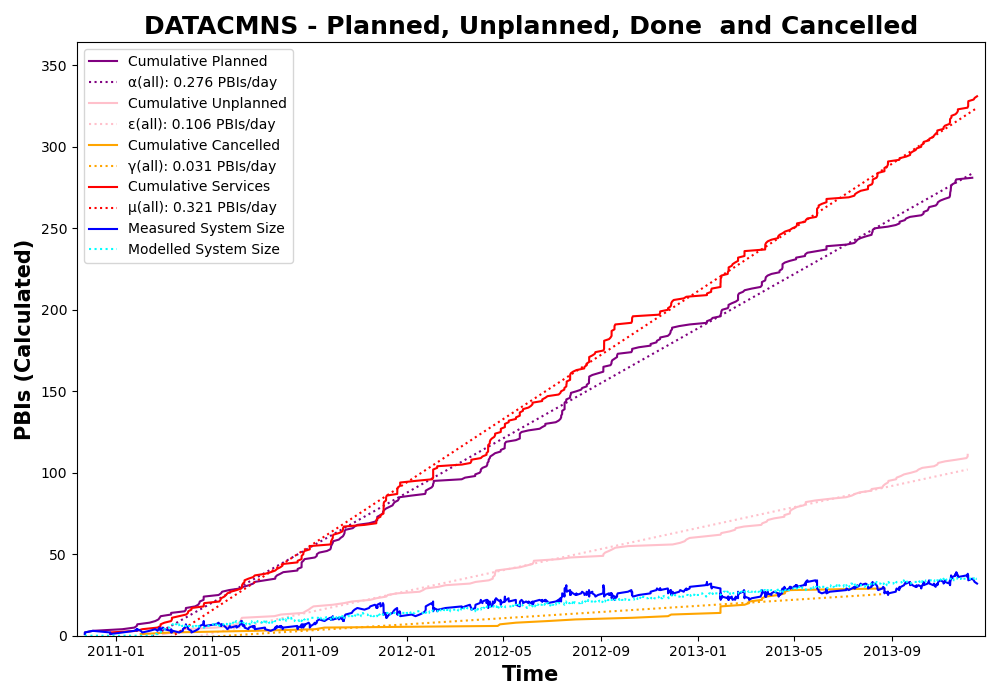 DATACMNS - Planned, Unplanned, Done  and Cancelled
PBIs (Calculated)
350
300
250
200
150
100
50
0
Cumulative Planned
α(all): 0.276 PBIs/day
Cumulative Unplanned
ε(all): 0.106 PBIs/day
Cumulative Cancelled
γ(all): 0.031 PBIs/day
Cumulative Services
μ(all): 0.321 PBIs/day
Measured System Size
Modelled System Size
2011-01 2011-05 2011-09 2012-01 2012-05 2012-09 2013-01 2013-05 2013-09
Time